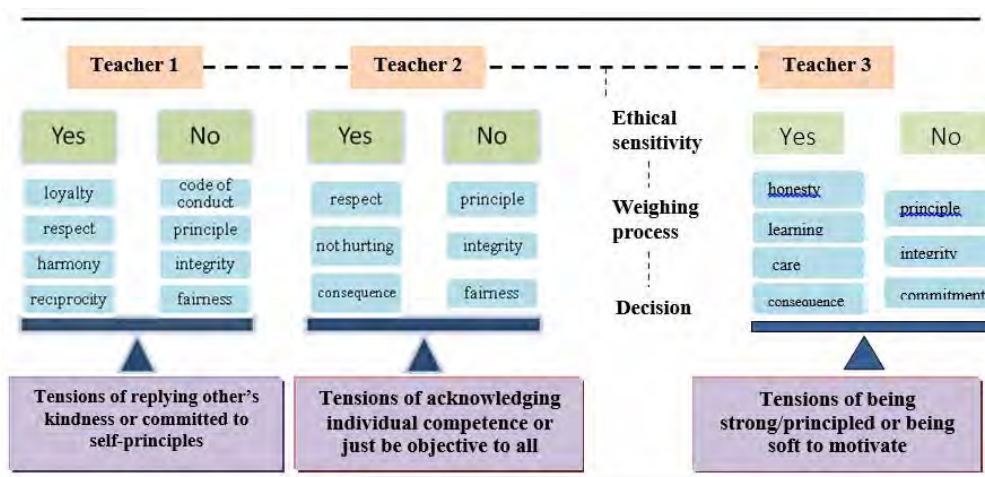 Teacher 1
Teacher 2
Teacher 3
Yes
No
loyalty
code of
conduct
respect
principle
harmony
integrity
reciprocity
fairness
Tensions of replying other's
kindness or committed to
self-principles
Yes
No
respect
principle
not hurting
integrity
consequence
fairness
Tensions of acknowledging
individual competence or
just be objective to all
Ethical
sensitivity
Weighing
process
Decision
Yes
No
honesty
principle
learning
integrity
care
commitment
consequence
Tensions of being
strong/principled or being
soft to motivate